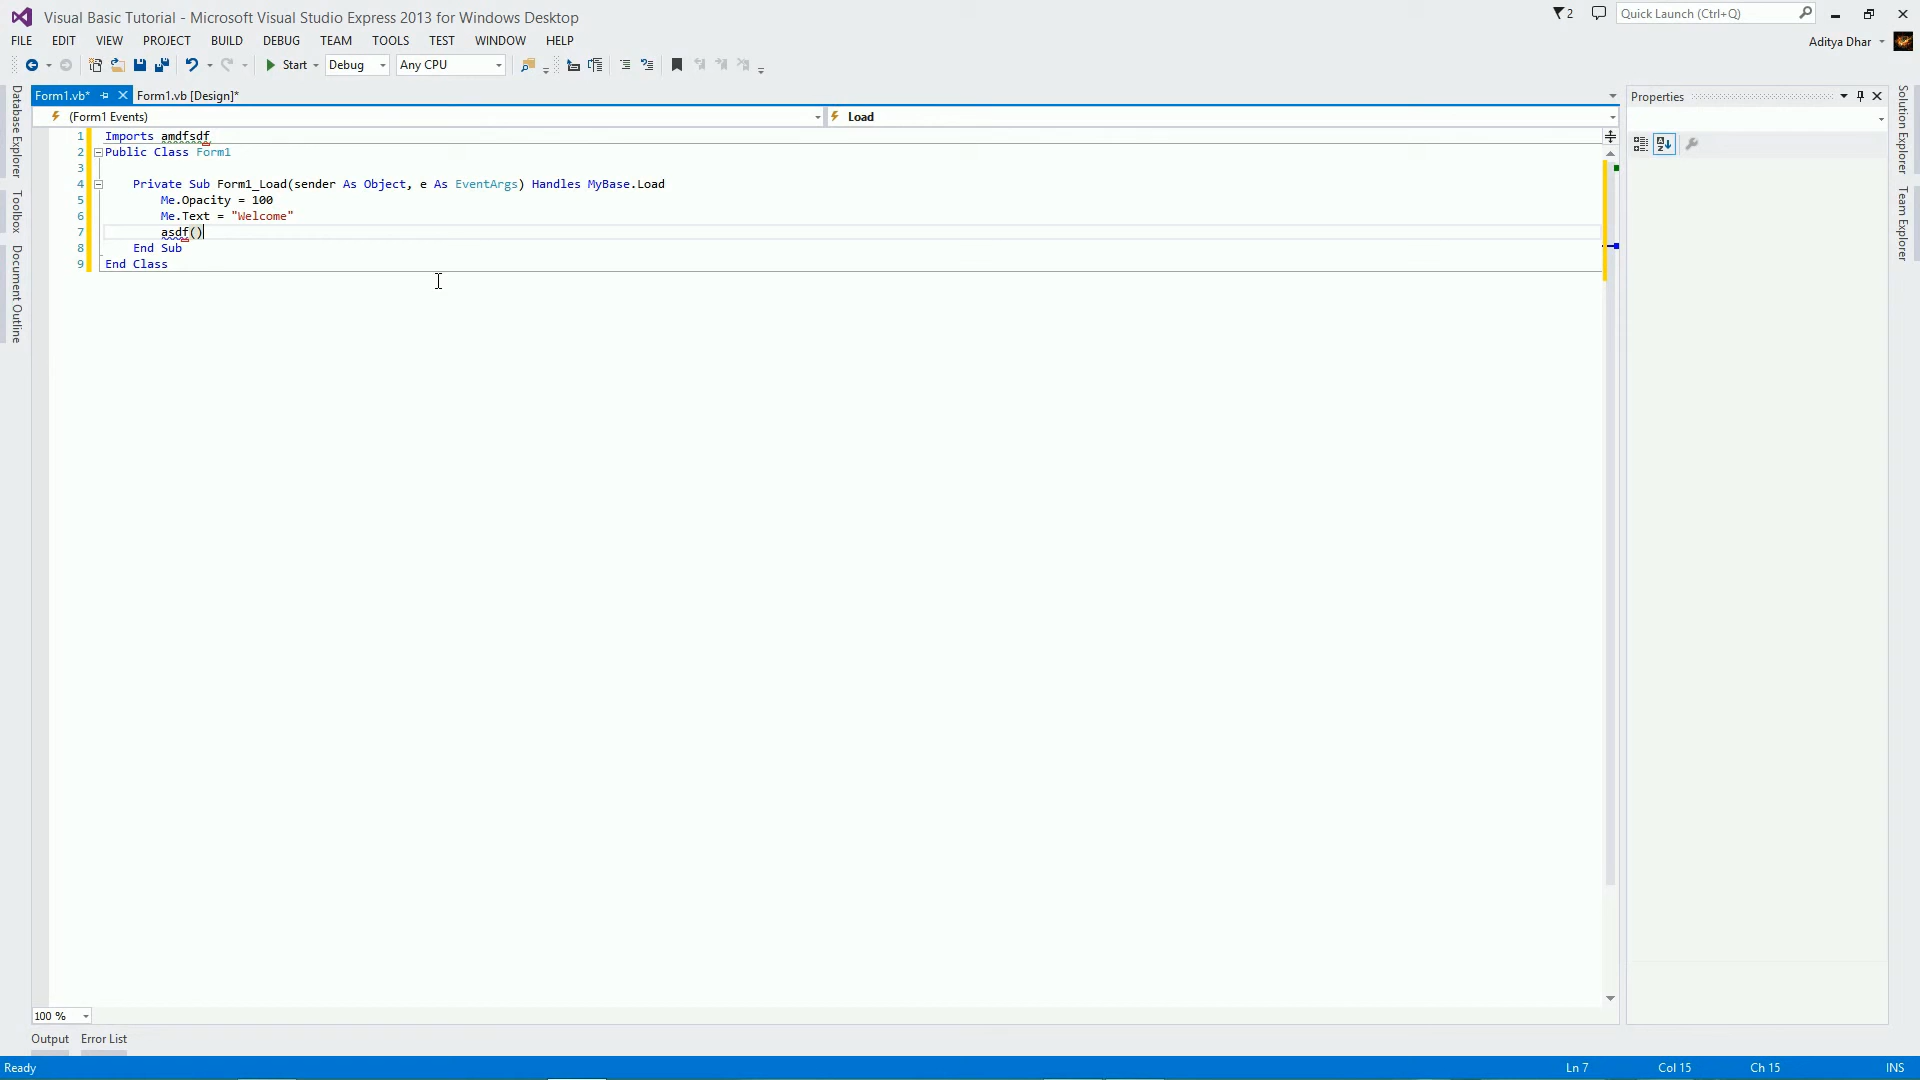 Visual Basic Tutorial - Microsoft Visual Studio Express 2013 for Windows Desktop
2
Quick Launch (Ctrl+Q)
FILE EDIT VIEW PROJECT BUILD DEBUG TEAM TOOLS TEST WINDOW HELP
Aditya Dhar
Start Debug Any CPU
Form1.vb* Form1.vb [Design]*
Properties
(Form1 Events) Load
Database Explorer
Toolbox
Document Outline
Solution Explorer
Team Explorer
1 Imports amdfsdf
2 Public Class Form1
3
4 Private Sub Form1_Load(sender As Object, e As EventArgs) Handles MyBase.Load
5 Me.Opacity = 100
6 Me.Text = "Welcome"
7 asdf()
8 End Sub
9 End Class
100 %
Output Error List
Ready Ln 7 Col 15 Ch 15 INS